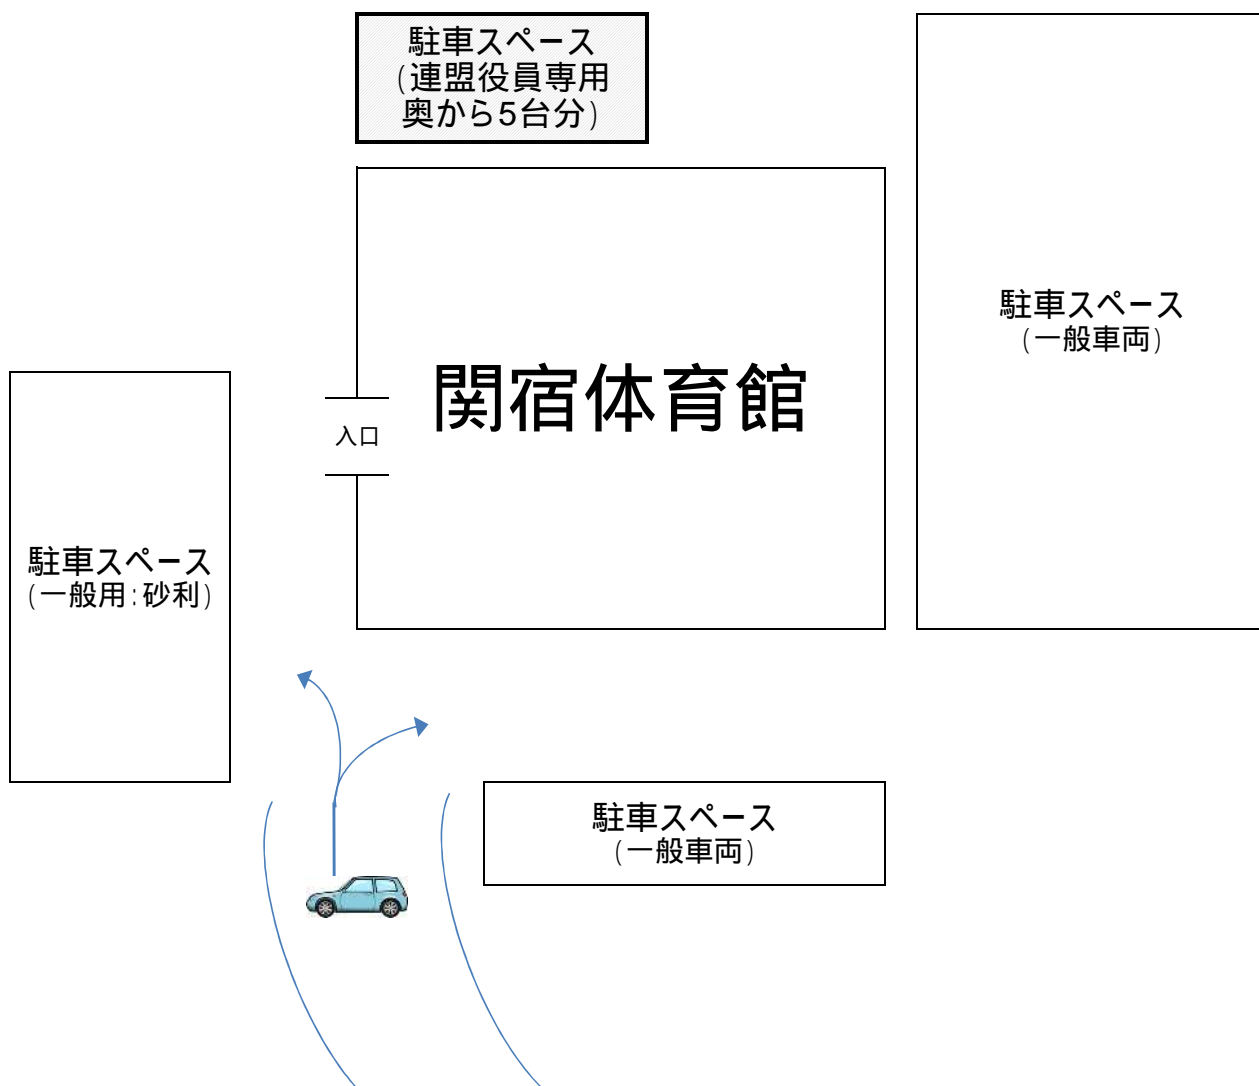 駐車スペース
(連盟役員専用
奥から5台分)
駐車スペース
(一般車両)
関宿体育館
入口
駐車スペース
(一般用:砂利)
駐車スペース
(一般車両)